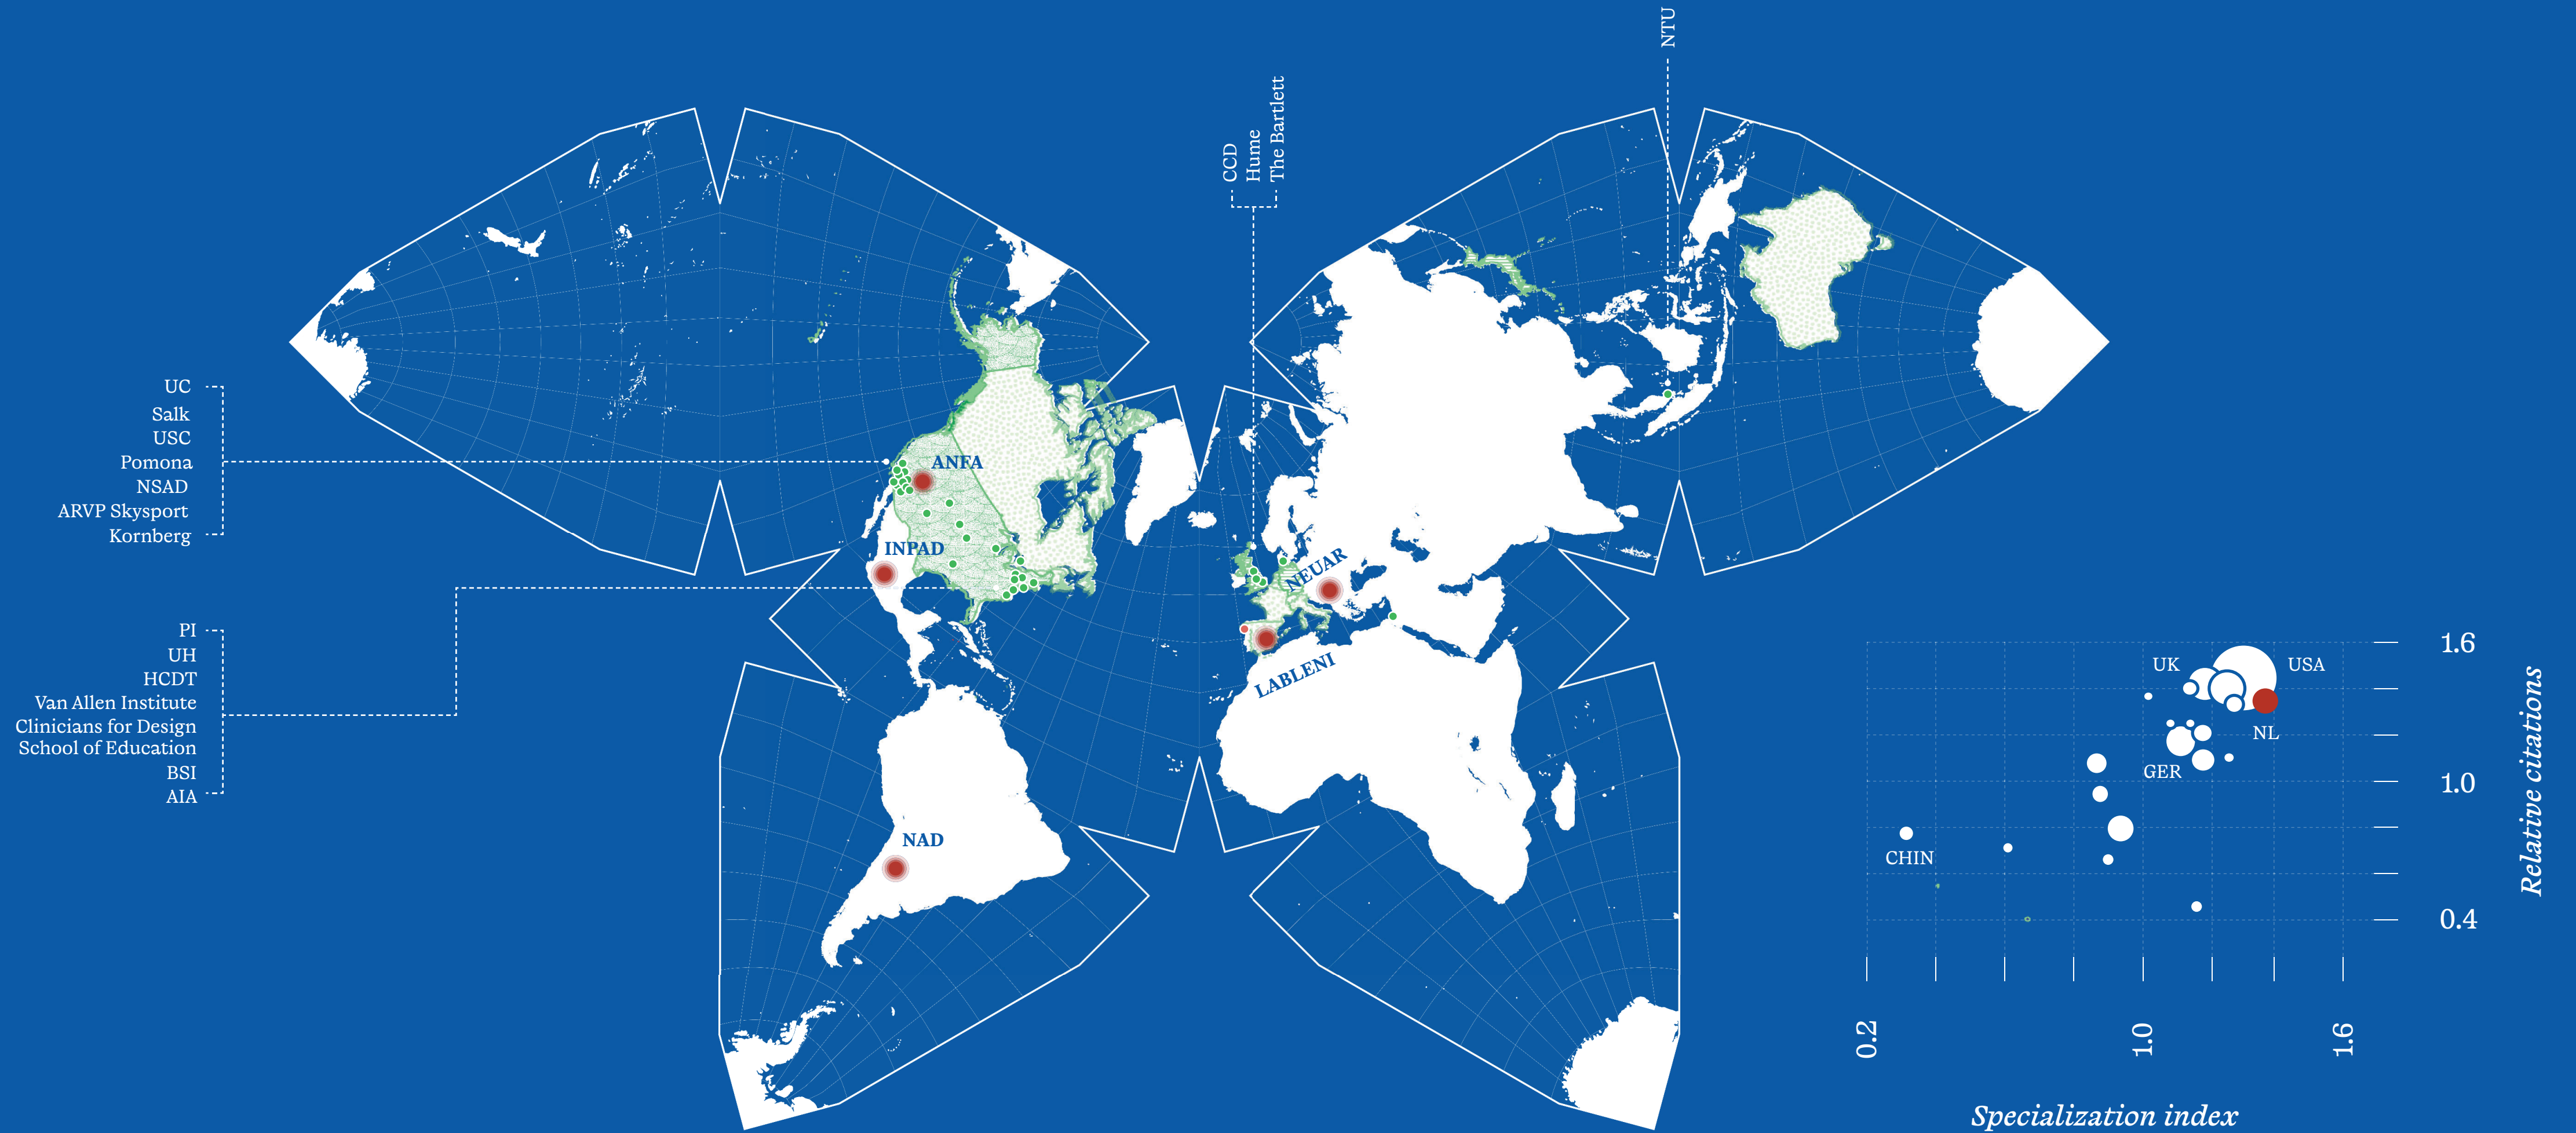 NTU
CCD
Hume
The Bartlett
UC
Salk
USC
Pomona
NSAD
ARVP Skysport
Kornberg
PI
UH
HCDT
Van Allen Institute
Clinicians for Design
School of Education
BSI
AIA
ANFA
INPAD
NAD
NEUAR
LABLENI
UK
USA
NL
GER
CHIN
1.6
1.0
0.4
Relative citations
0.2
1.0
1.6
Specialization index